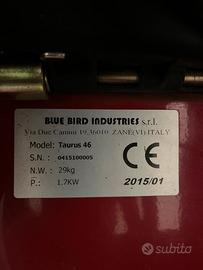 BLUE BIRD INDUSTRIES s.r.l.
Via Due Camini 19,36010 ZANÈ(VI) ITALY
Model: Taurus 46
S.N.: 0415100005
N.W.: 29kg
P.: 1.7KW
CE
2015/01
subito